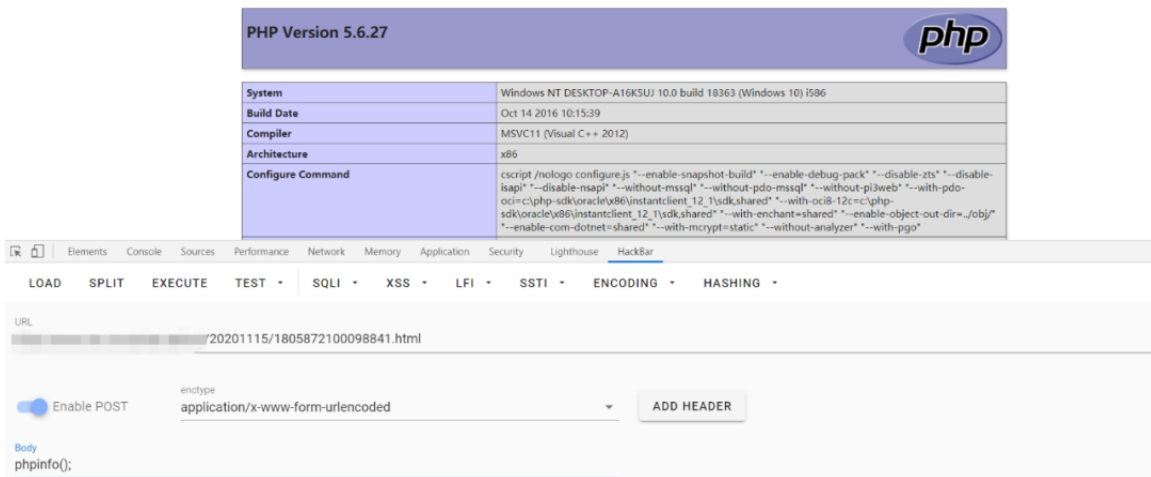 PHP Version 5.6.27
php
System Windows NT DESKTOP-A16K5UJ 10.0 build 18363 (Windows 10) i586
Build Date Oct 14 2016 10:15:39
Compiler MSVC11 (Visual C++ 2012)
Architecture x86
Configure Command cscript /nologo configure.js "--enable-snapshot-build" "--enable-debug-pack" "--disable-zts" "--disable-
isapi" "--disable-nsapi" "--without-mssql" "--without-pdo-mssql" "--without-pi3web" "--with-pdo-
oci=c:\php-sdk\oracle\x86\instantclient_12_1\sdk,shared" "--with-oci8-12c=c:\php-
sdk\oracle\x86\instantclient_12_1\sdk,shared" "--with-enchant=shared" "--enable-object-out-dir=../obj/"
"--enable-com-dotnet=shared" "--with-mcrypt=static" "--without-analyzer" "--with-pgo"
Elements Console Sources Performance Network Memory Application Security Lighthouse HackBar
LOAD SPLIT EXECUTE TEST SQLI XSS LFI SSTI ENCODING HASHING
URL
/20201115/1805872100098841.html
enctype
Enable POST application/x-www-form-urlencoded ADD HEADER
Body
phpinfo();